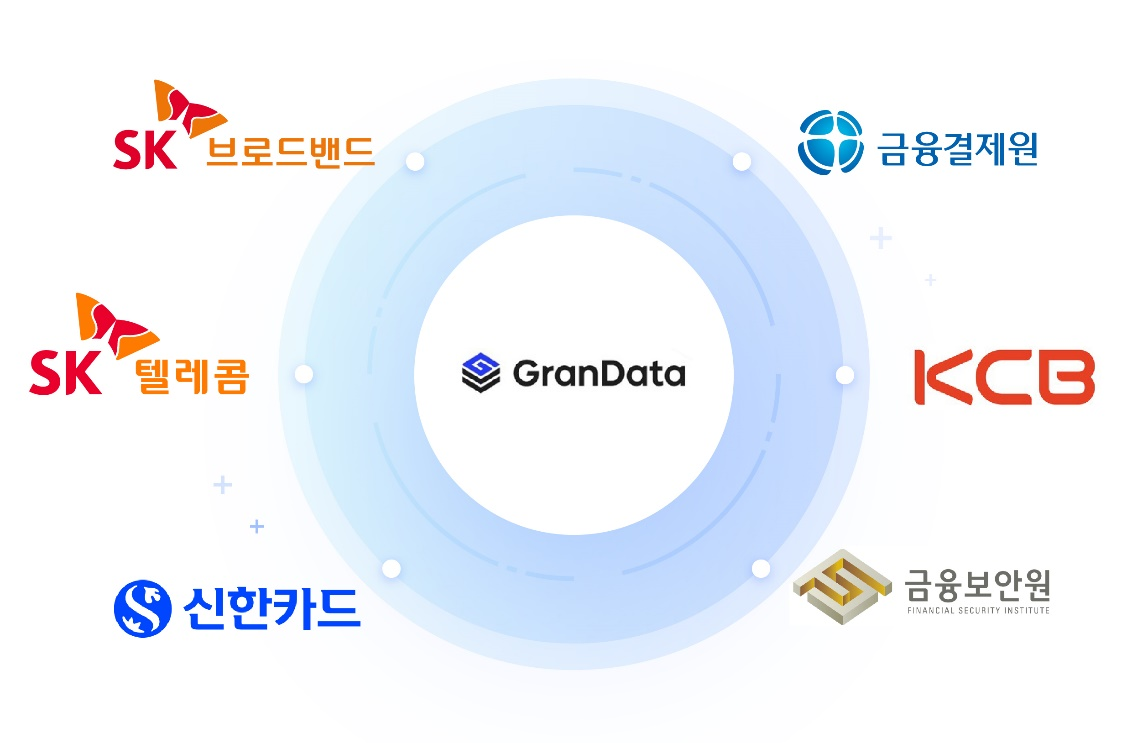 SK 브로드밴드
금융결제원
SK 텔레콤
GranData
KCB
신한카드
금융보안원
FINANCIAL SECURITY INSTITUTE